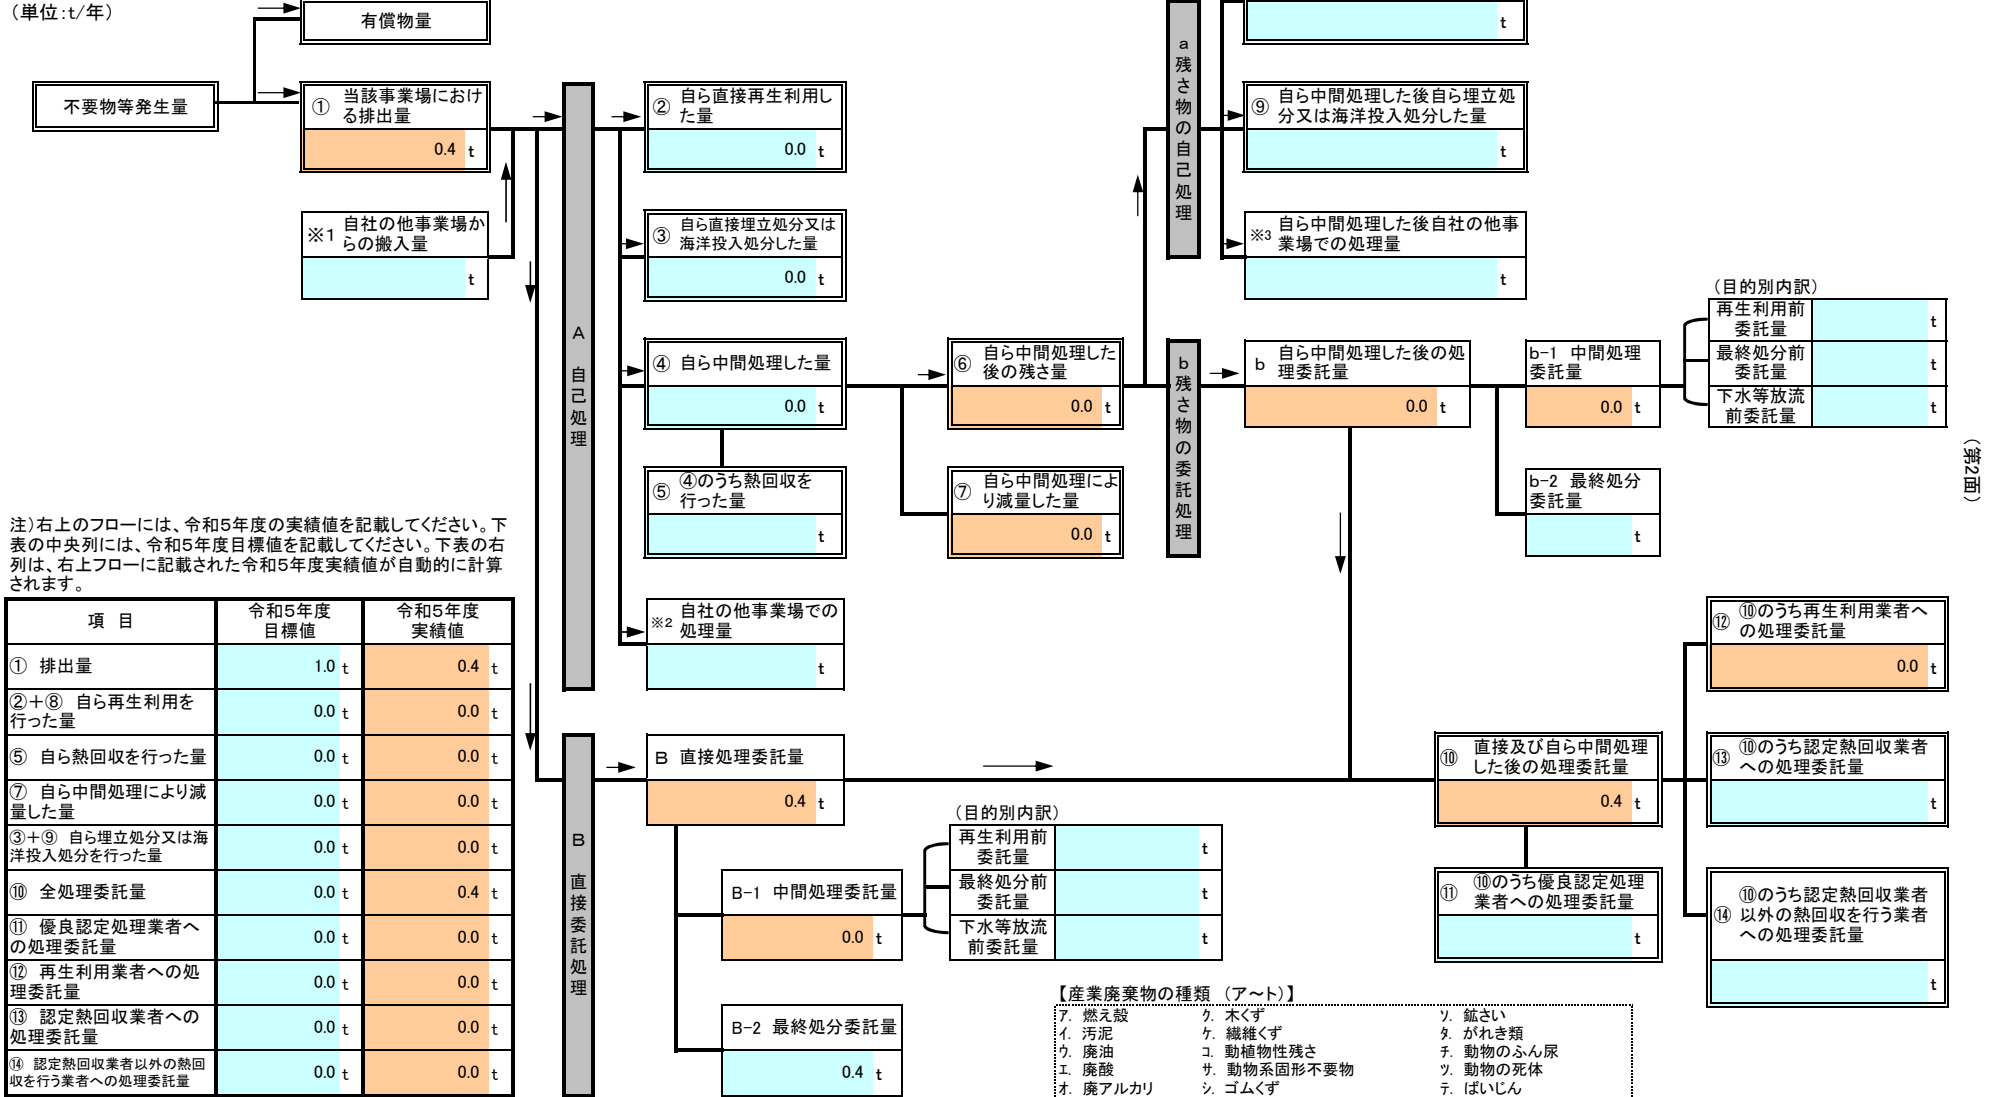 （単位:t/年）
有償物量
不要物等発生量
① 当該事業場におけ
る排出量
0.4 t
※1 自社の他事業場か
らの搬入量
t
A 自己処理
② 自ら直接再生利用し
た量
0.0 t
③ 自ら直接埋立処分又は
海洋投入処分した量
0.0 t
④ 自ら中間処理した量
0.0 t
⑤ ④のうち熱回収を
行った量
t
※2 自社の他事業場での
処理量
t
⑥ 自ら中間処理した
後の残さ量
0.0 t
⑦ 自ら中間処理によ
り減量した量
0.0 t
a 残さ物の自己処理
t
⑨ 自ら中間処理した後自ら埋立処
分又は海洋投入処分した量
t
※3 自ら中間処理した後自社の他事
業場での処理量
t
b 残さ物の委託処理
b 自ら中間処理した後の処
理委託量
0.0 t
b-1 中間処理
委託量
0.0 t
b-2 最終処分
委託量
t
（目的別内訳）
再生利用前
委託量
t
最終処分前
委託量
t
下水等放流
前委託量
t
（第2面）
注）右上のフローには、令和5年度の実績値を記載してください。下
表の中央列には、令和5年度目標値を記載してください。下表の右
列は、右上フローに記載された令和5年度実績値が自動的に計算
されます。
項 目 令和5年度
目標値 令和5年度
実績値
① 排出量 1.0 t 0.4 t
②＋⑧ 自ら再生利用を
行った量 0.0 t 0.0 t
⑤ 自ら熱回収を行った量 0.0 t 0.0 t
⑦ 自ら中間処理により減
量した量 0.0 t 0.0 t
③＋⑨ 自ら埋立処分又は海
洋投入処分を行った量 0.0 t 0.0 t
⑩ 全処理委託量 0.0 t 0.4 t
⑪ 優良認定処理業者へ
の処理委託量 0.0 t 0.0 t
⑫ 再生利用業者への処
理委託量 0.0 t 0.0 t
⑬ 認定熱回収業者への
処理委託量 0.0 t 0.0 t
⑭ 認定熱回収業者以外の熱回
収を行う業者への処理委託量 0.0 t 0.0 t
B 直接委託処理
B 直接処理委託量
0.4 t
B-1 中間処理委託量
0.0 t
B-2 最終処分委託量
0.4 t
（目的別内訳）
再生利用前
委託量
t
最終処分前
委託量
t
下水等放流
前委託量
t
⑩ 直接及び自ら中間処理
した後の処理委託量
0.4 t
⑪ ⑩のうち優良認定処理
業者への処理委託量
t
⑫ ⑩のうち再生利用業者へ
の処理委託量
0.0 t
⑬ ⑩のうち認定熱回収業者
への処理委託量
t
⑭ ⑩のうち認定熱回収業者
以外の熱回収を行う業者
への処理委託量
t
【産業廃棄物の種類 （ア～ト）】
ア. 燃え殻 ク. 木くず ソ. 鉱さい
イ. 汚泥 ケ. 繊維くず タ. がれき類
ウ. 廃油 コ. 動植物性残さ チ. 動物のふん尿
エ. 廃酸 サ. 動物系固形不要物 ツ. 動物の死体
オ. 廃アルカリ シ. ゴムくず テ. ばいじん